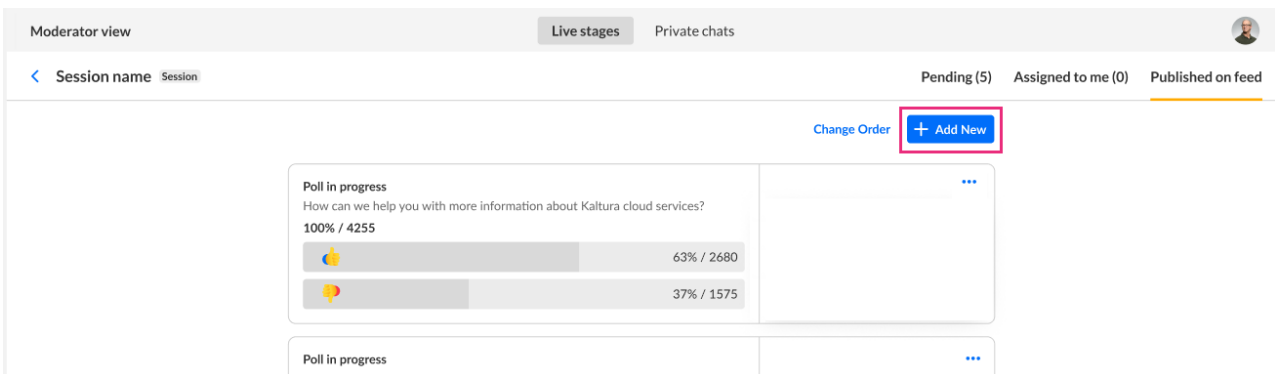 Moderator view
Live stages
Private chats
Session name Session
Pending (5)
Assigned to me (0)
Published on feed
Change Order
+ Add New
Poll in progress
How can we help you with more information about Kaltura cloud services?
100% / 4255
63% / 2680
37% / 1575
Poll in progress